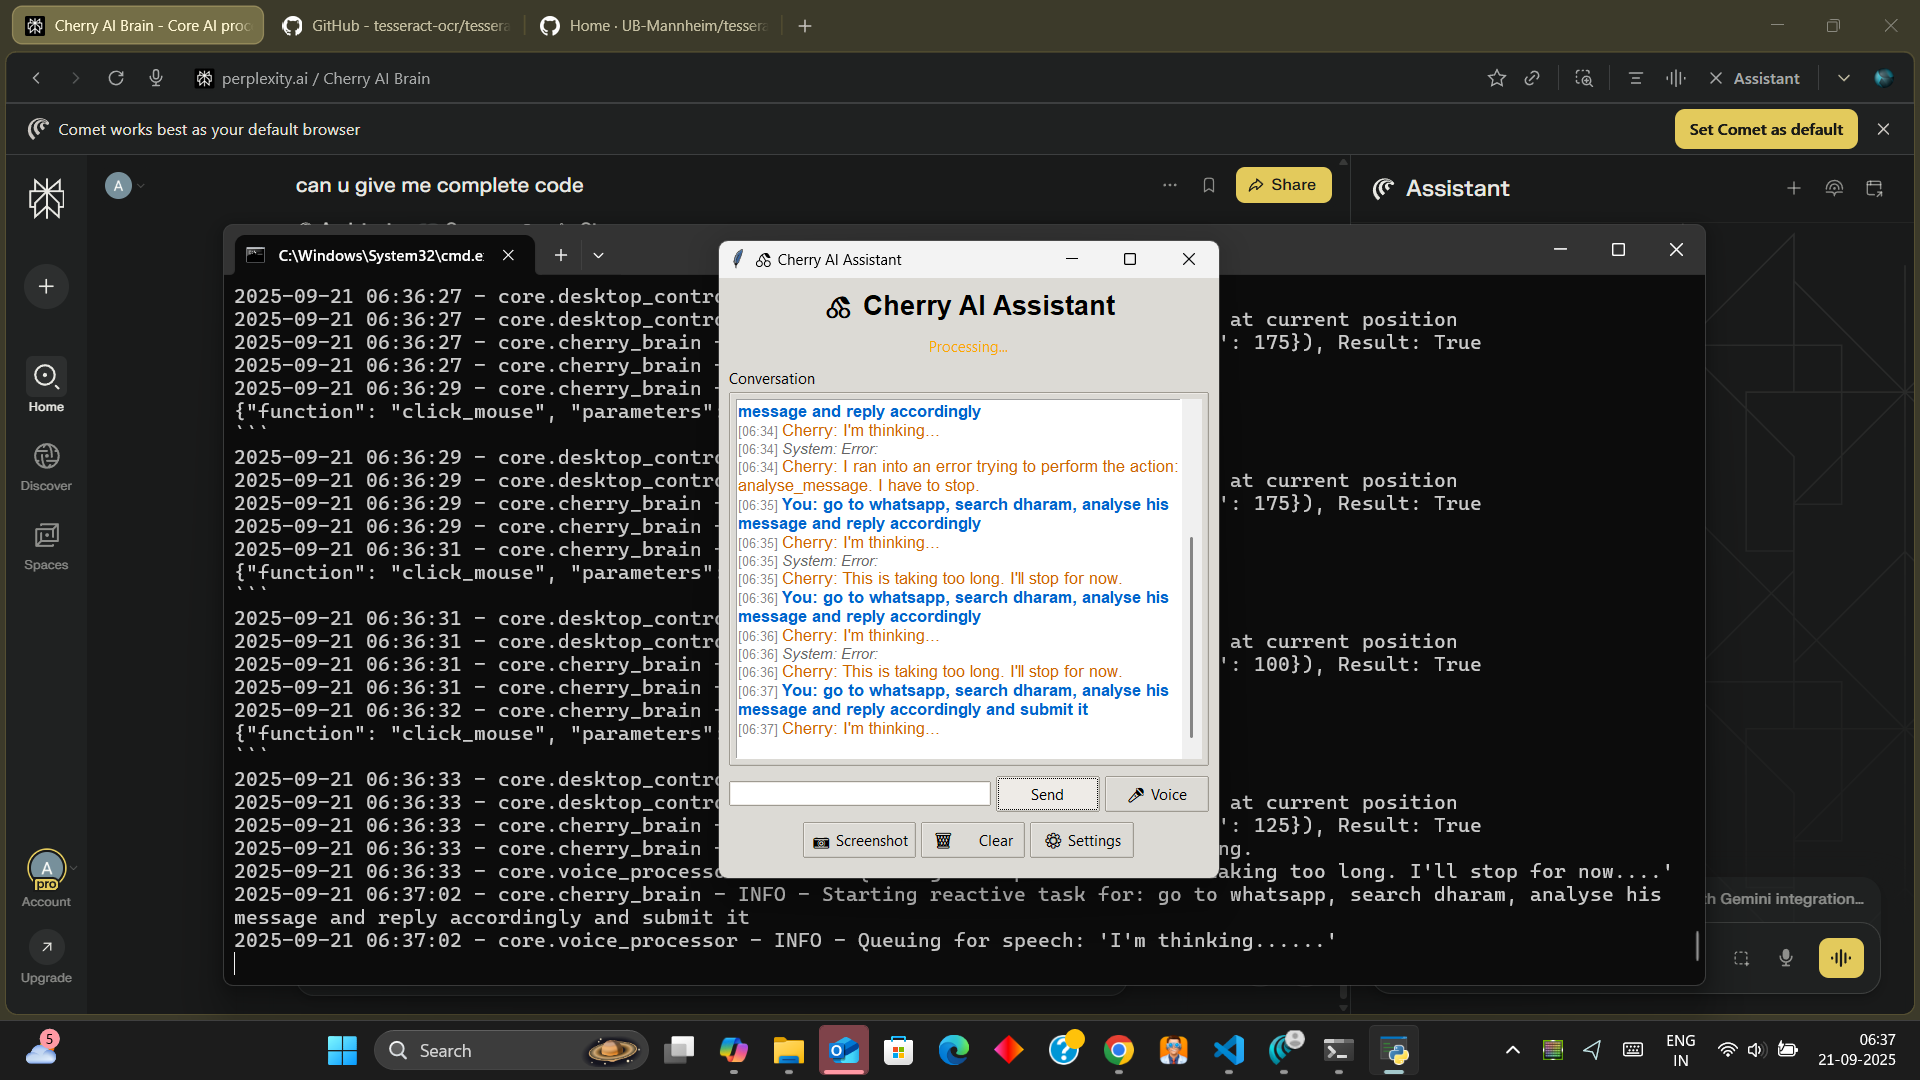 Cherry AI Brain - Core AI proc
GitHub - tesseract-ocr/tessera
Home · UB-Mannheim/tessera
perplexity.ai / Cherry AI Brain
Assistant
Comet works best as your default browser
Set Comet as default
A
can u give me complete code
Share
Assistant
Home
Discover
Spaces
A
pro
Account
Upgrade
C:\Windows\System32\cmd.e
2025-09-21 06:36:27 - core.desktop_contro
2025-09-21 06:36:27 - core.desktop_contro at current position
2025-09-21 06:36:27 - core.cherry_brain - ': 175}), Result: True
2025-09-21 06:36:27 - core.cherry_brain -
2025-09-21 06:36:29 - core.cherry_brain -
{"function": "click_mouse", "parameters":
```
2025-09-21 06:36:29 - core.desktop_contro
2025-09-21 06:36:29 - core.desktop_contro at current position
2025-09-21 06:36:29 - core.cherry_brain - ': 175}), Result: True
2025-09-21 06:36:29 - core.cherry_brain -
2025-09-21 06:36:31 - core.cherry_brain -
{"function": "click_mouse", "parameters":
```
2025-09-21 06:36:31 - core.desktop_contro
2025-09-21 06:36:31 - core.desktop_contro at current position
2025-09-21 06:36:31 - core.cherry_brain - ': 100}), Result: True
2025-09-21 06:36:31 - core.cherry_brain -
2025-09-21 06:36:32 - core.cherry_brain -
{"function": "click_mouse", "parameters":
```
2025-09-21 06:36:33 - core.desktop_contro
2025-09-21 06:36:33 - core.desktop_contro at current position
2025-09-21 06:36:33 - core.cherry_brain - ': 125}), Result: True
2025-09-21 06:36:33 - core.cherry_brain - ng.
2025-09-21 06:36:33 - core.voice_processo aking too long. I'll stop for now....'
2025-09-21 06:37:02 - core.cherry_brain - INFO - Starting reactive task for: go to whatsapp, search dharam, analyse his
message and reply accordingly and submit it
2025-09-21 06:37:02 - core.voice_processor - INFO - Queuing for speech: 'I'm thinking......'
Cherry AI Assistant
Cherry AI Assistant
Processing...
Conversation
message and reply accordingly
[06:34] Cherry: I'm thinking...
[06:34] System: Error:
[06:34] Cherry: I ran into an error trying to perform the action:
analyse_message. I have to stop.
[06:35] You: go to whatsapp, search dharam, analyse his
message and reply accordingly
[06:35] Cherry: I'm thinking...
[06:35] System: Error:
[06:35] Cherry: This is taking too long. I'll stop for now.
[06:36] You: go to whatsapp, search dharam, analyse his
message and reply accordingly
[06:36] Cherry: I'm thinking...
[06:36] System: Error:
[06:36] Cherry: This is taking too long. I'll stop for now.
[06:37] You: go to whatsapp, search dharam, analyse his
message and reply accordingly and submit it
[06:37] Cherry: I'm thinking...
Send
Voice
Screenshot
Clear
Settings
h Gemini integration...
5
Search
ENG
IN
06:37
21-09-2025